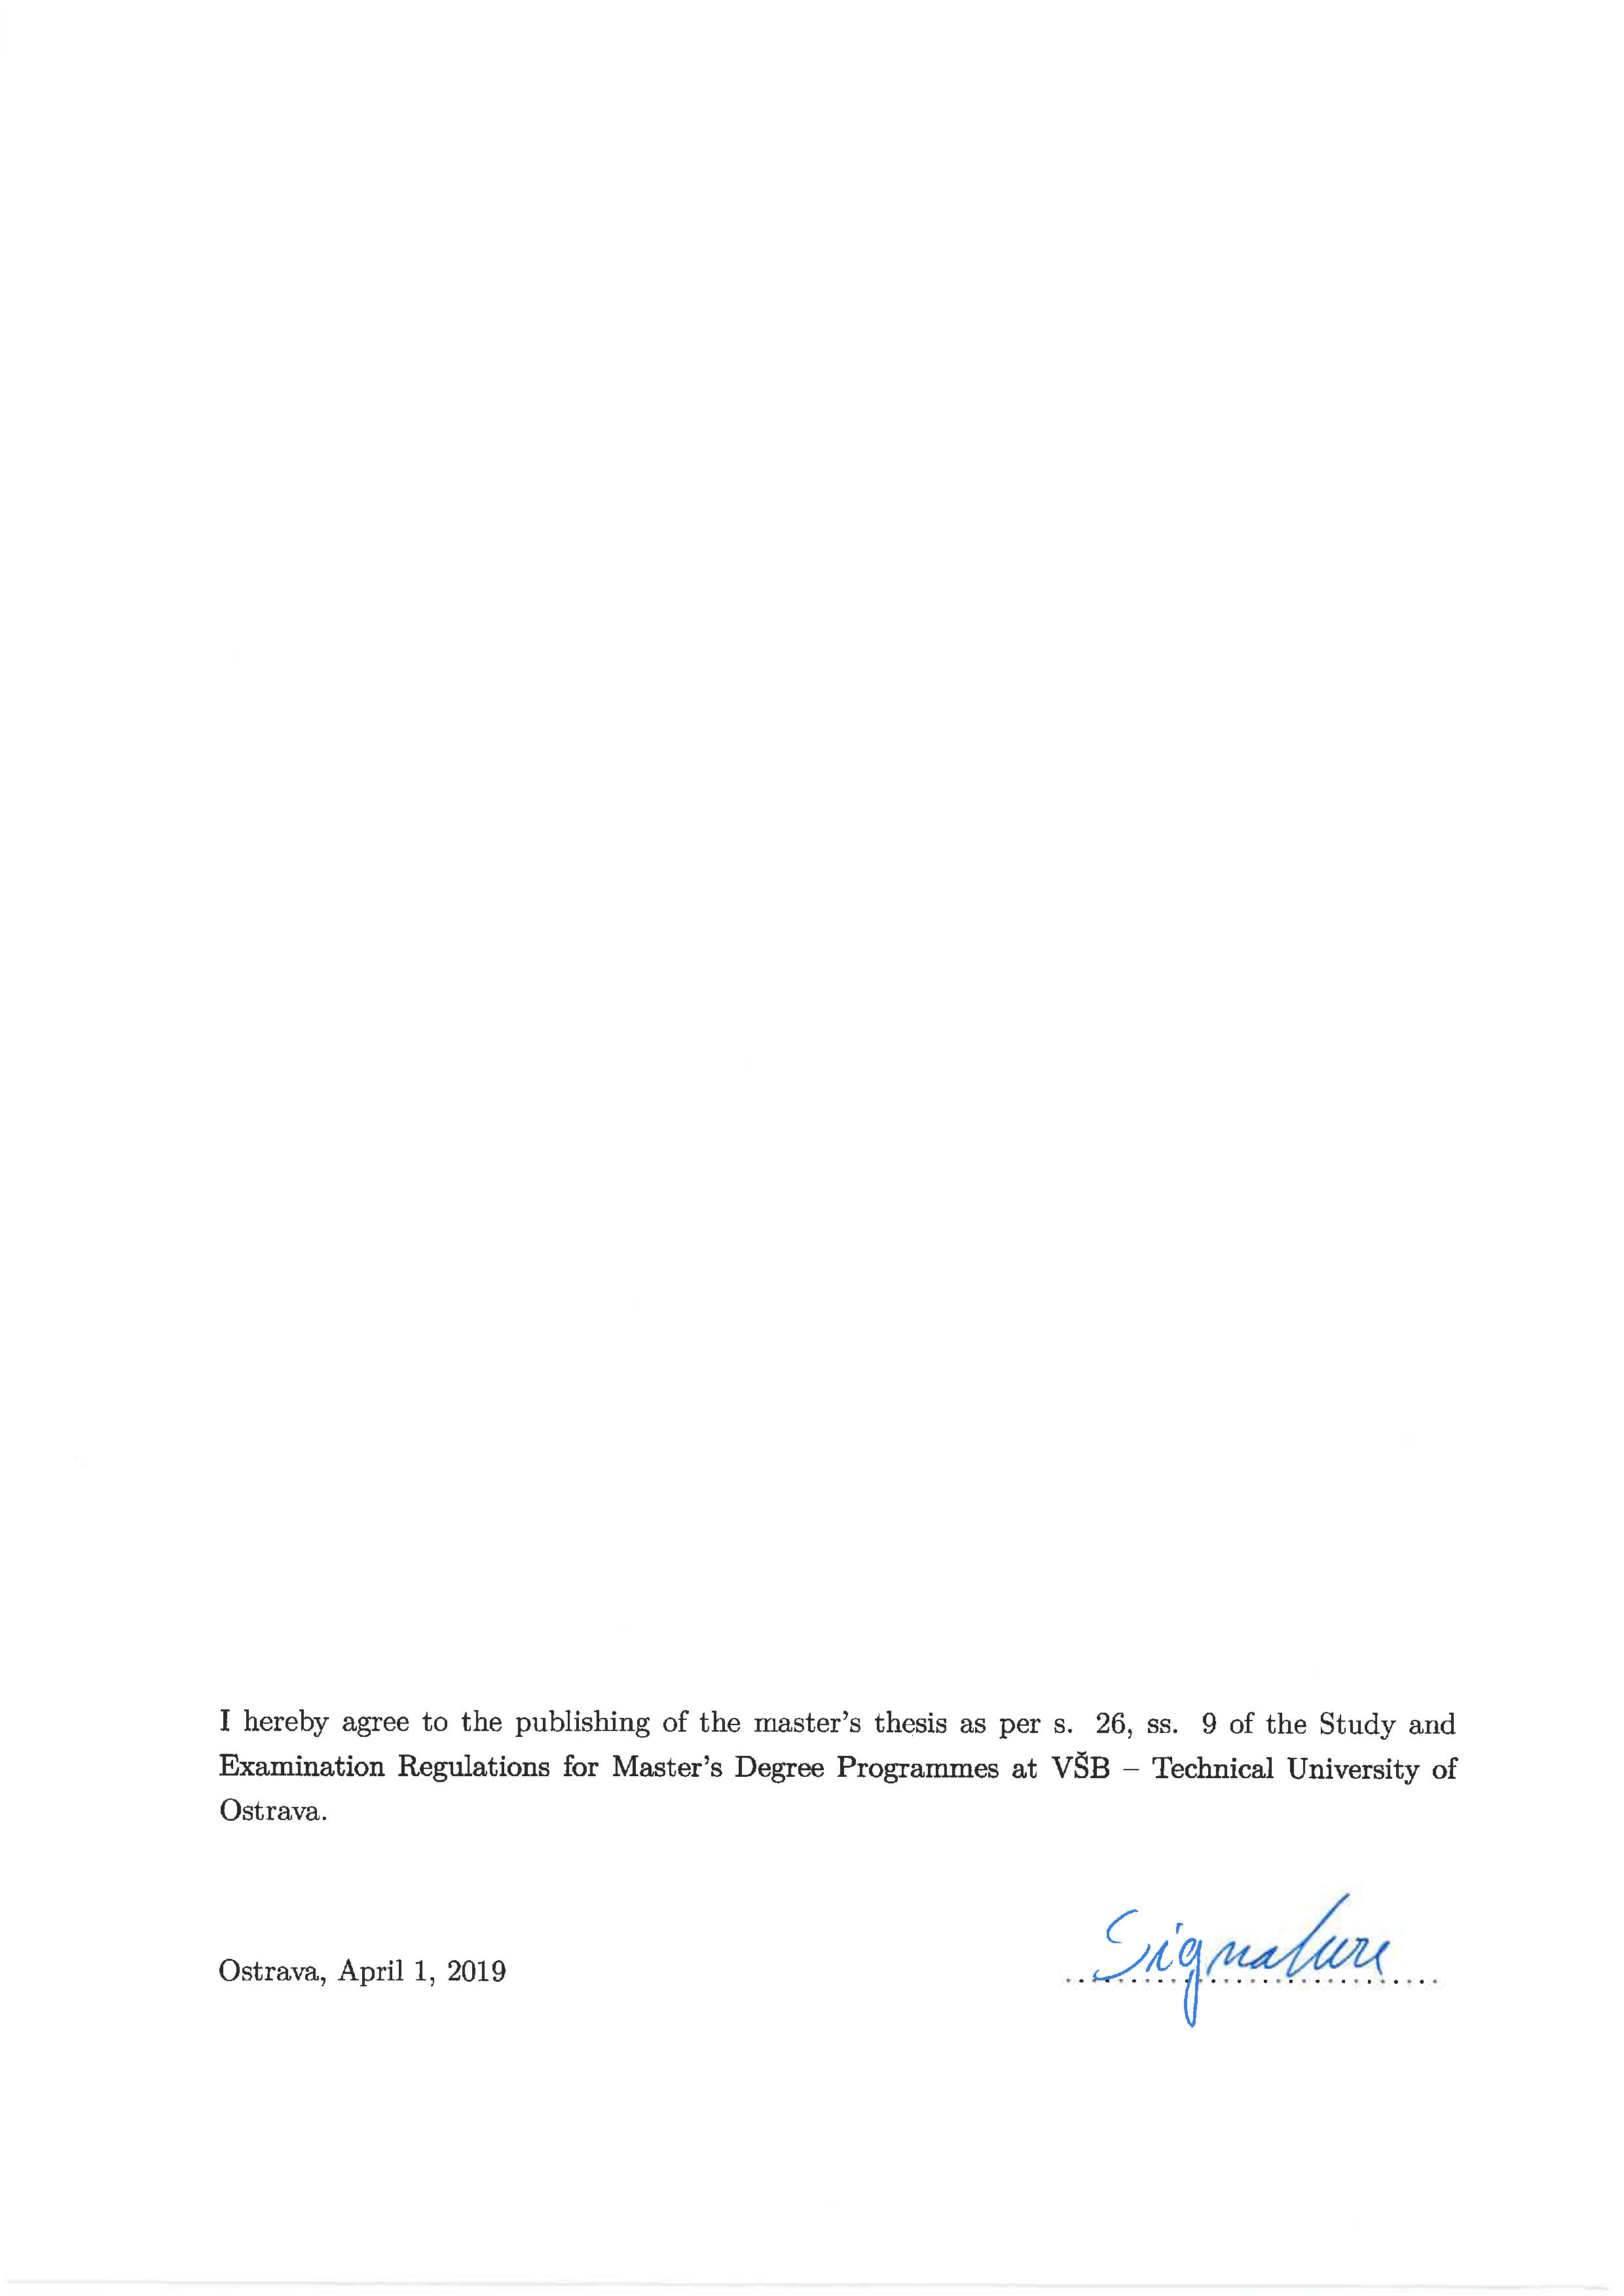 I hereby agree to the publishing of the master's thesis as per s. 26, ss. 9 of the Study and
Examination Regulations for Master's Degree Programmes at VŠB – Technical University of
Ostrava.
Ostrava, April 1, 2019
Signature